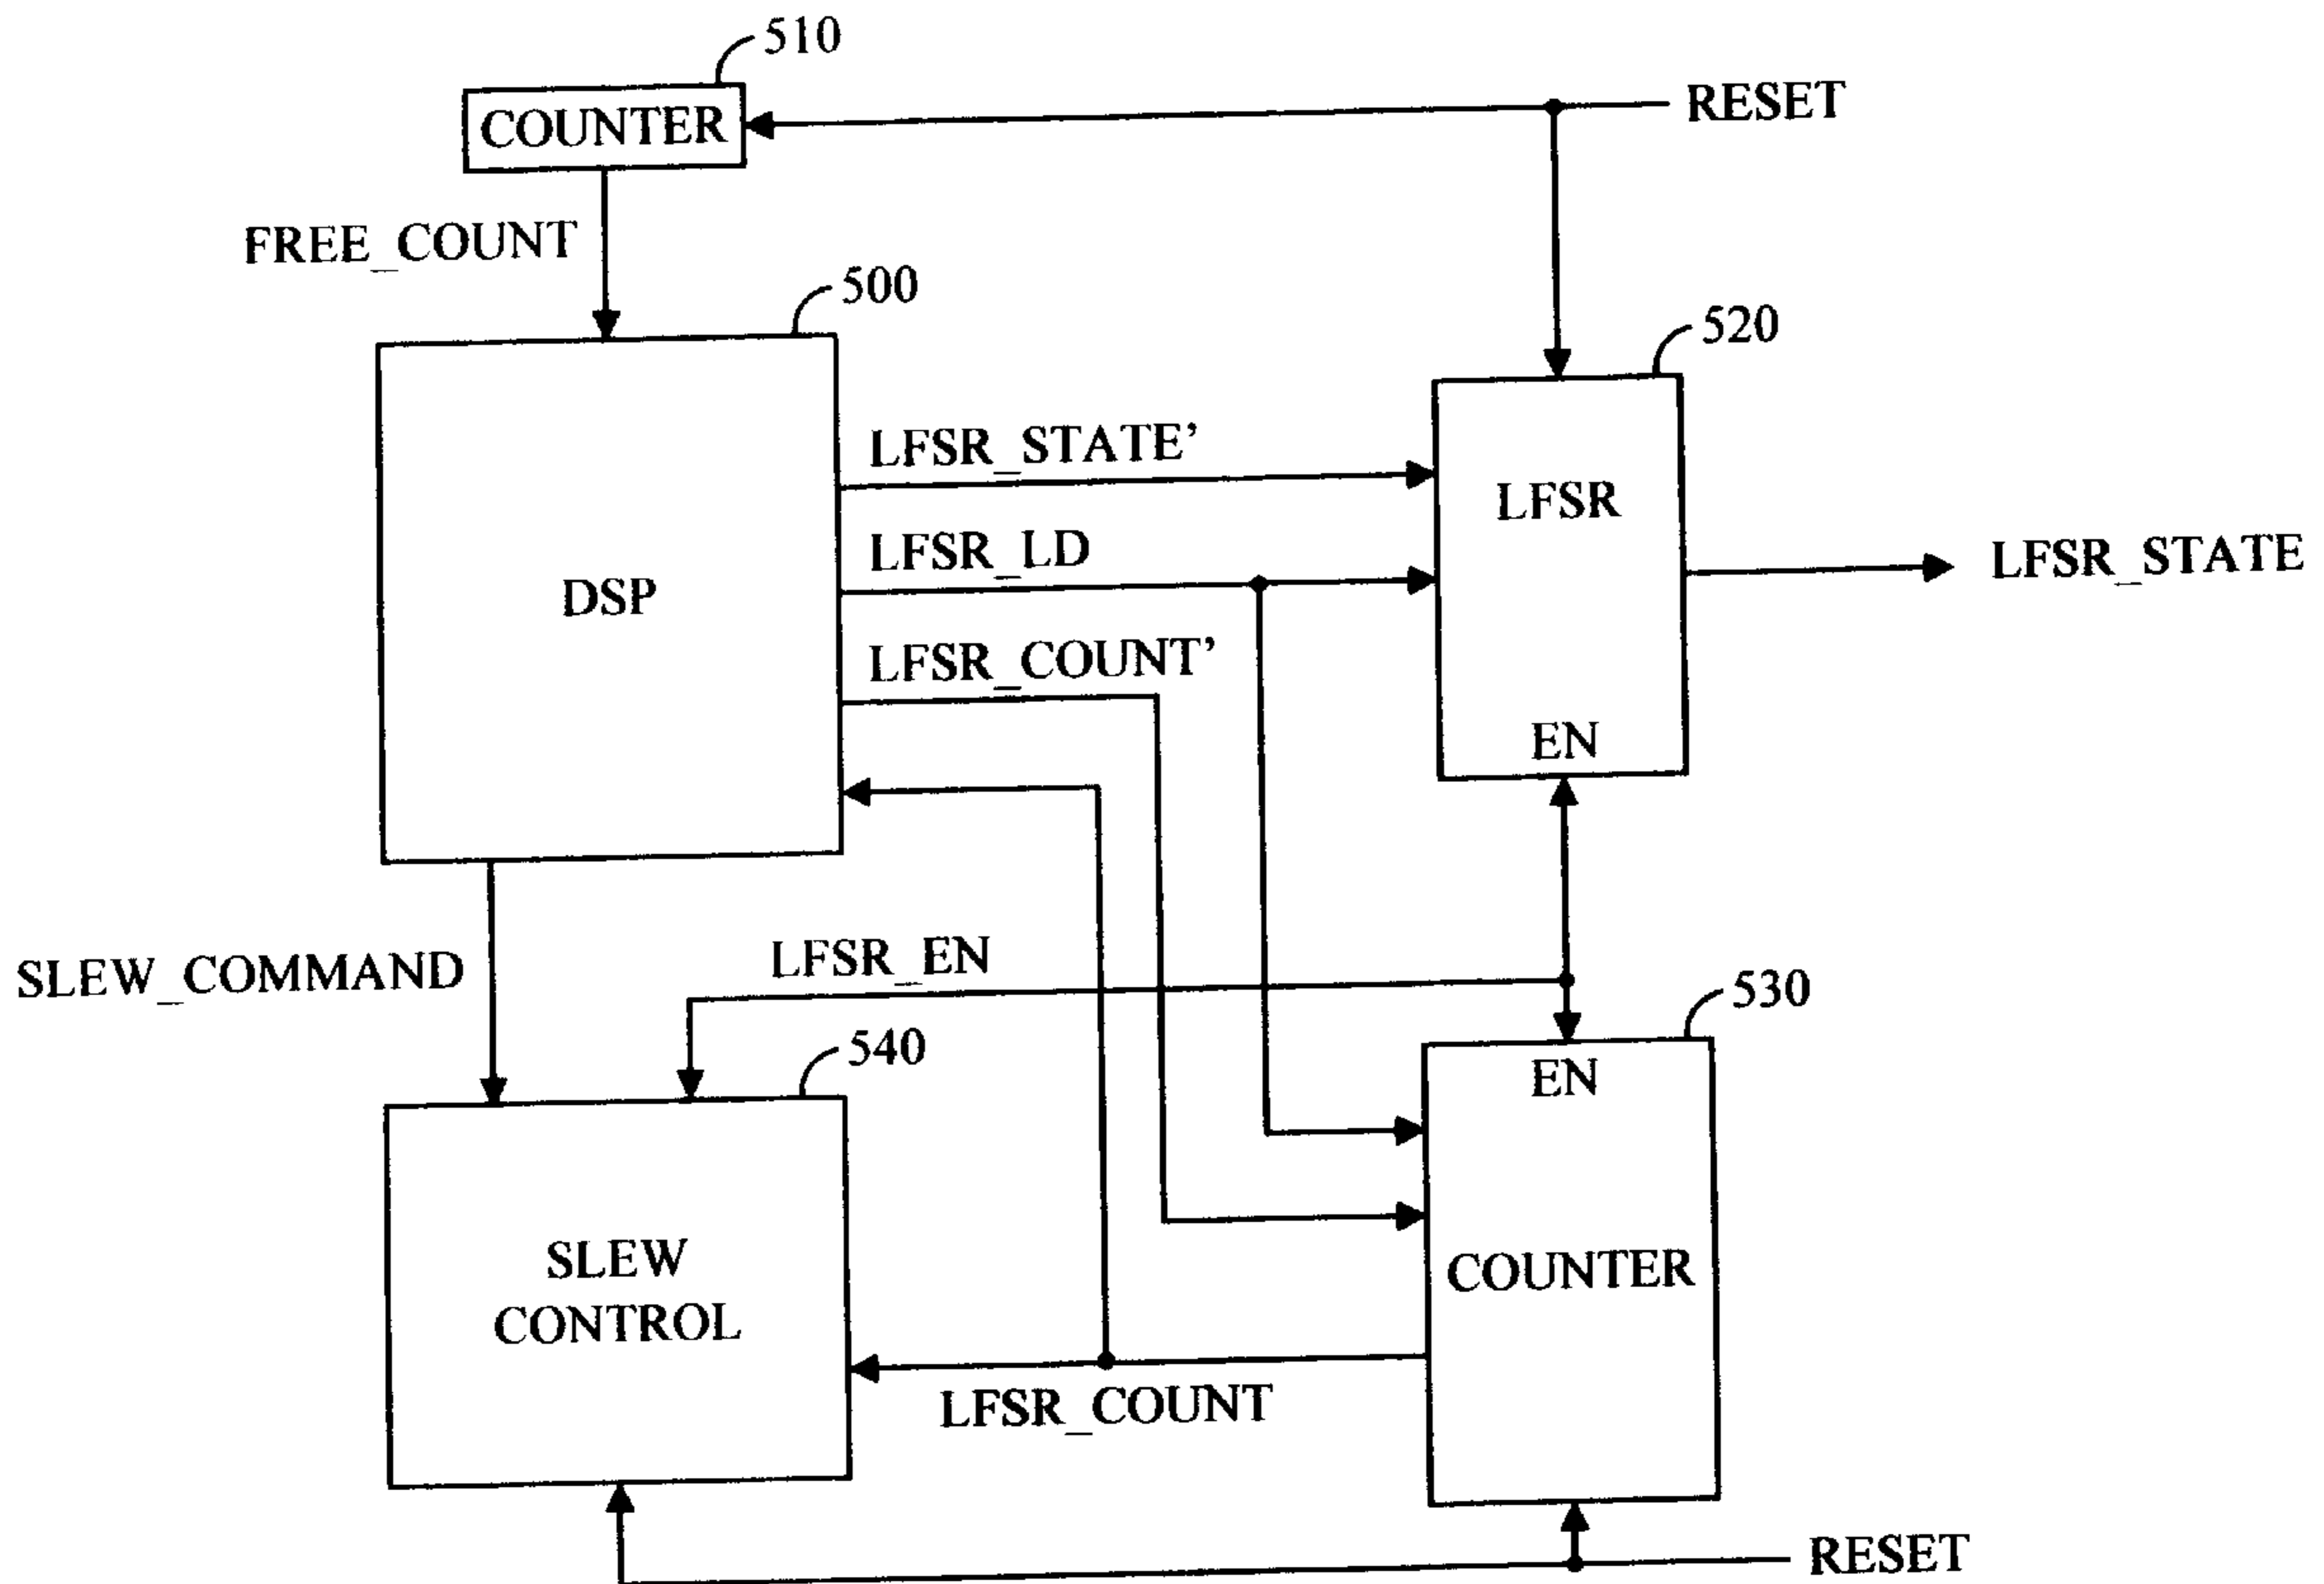 510
COUNTER
RESET
FREE_COUNT
500
520
LFSR_STATE’
LFSR
LFSR_LD
LFSR_STATE
DSP
LFSR_COUNT’
EN
LFSR_EN
SLEW_COMMAND
530
540
EN
SLEW
CONTROL
COUNTER
LFSR_COUNT
RESET